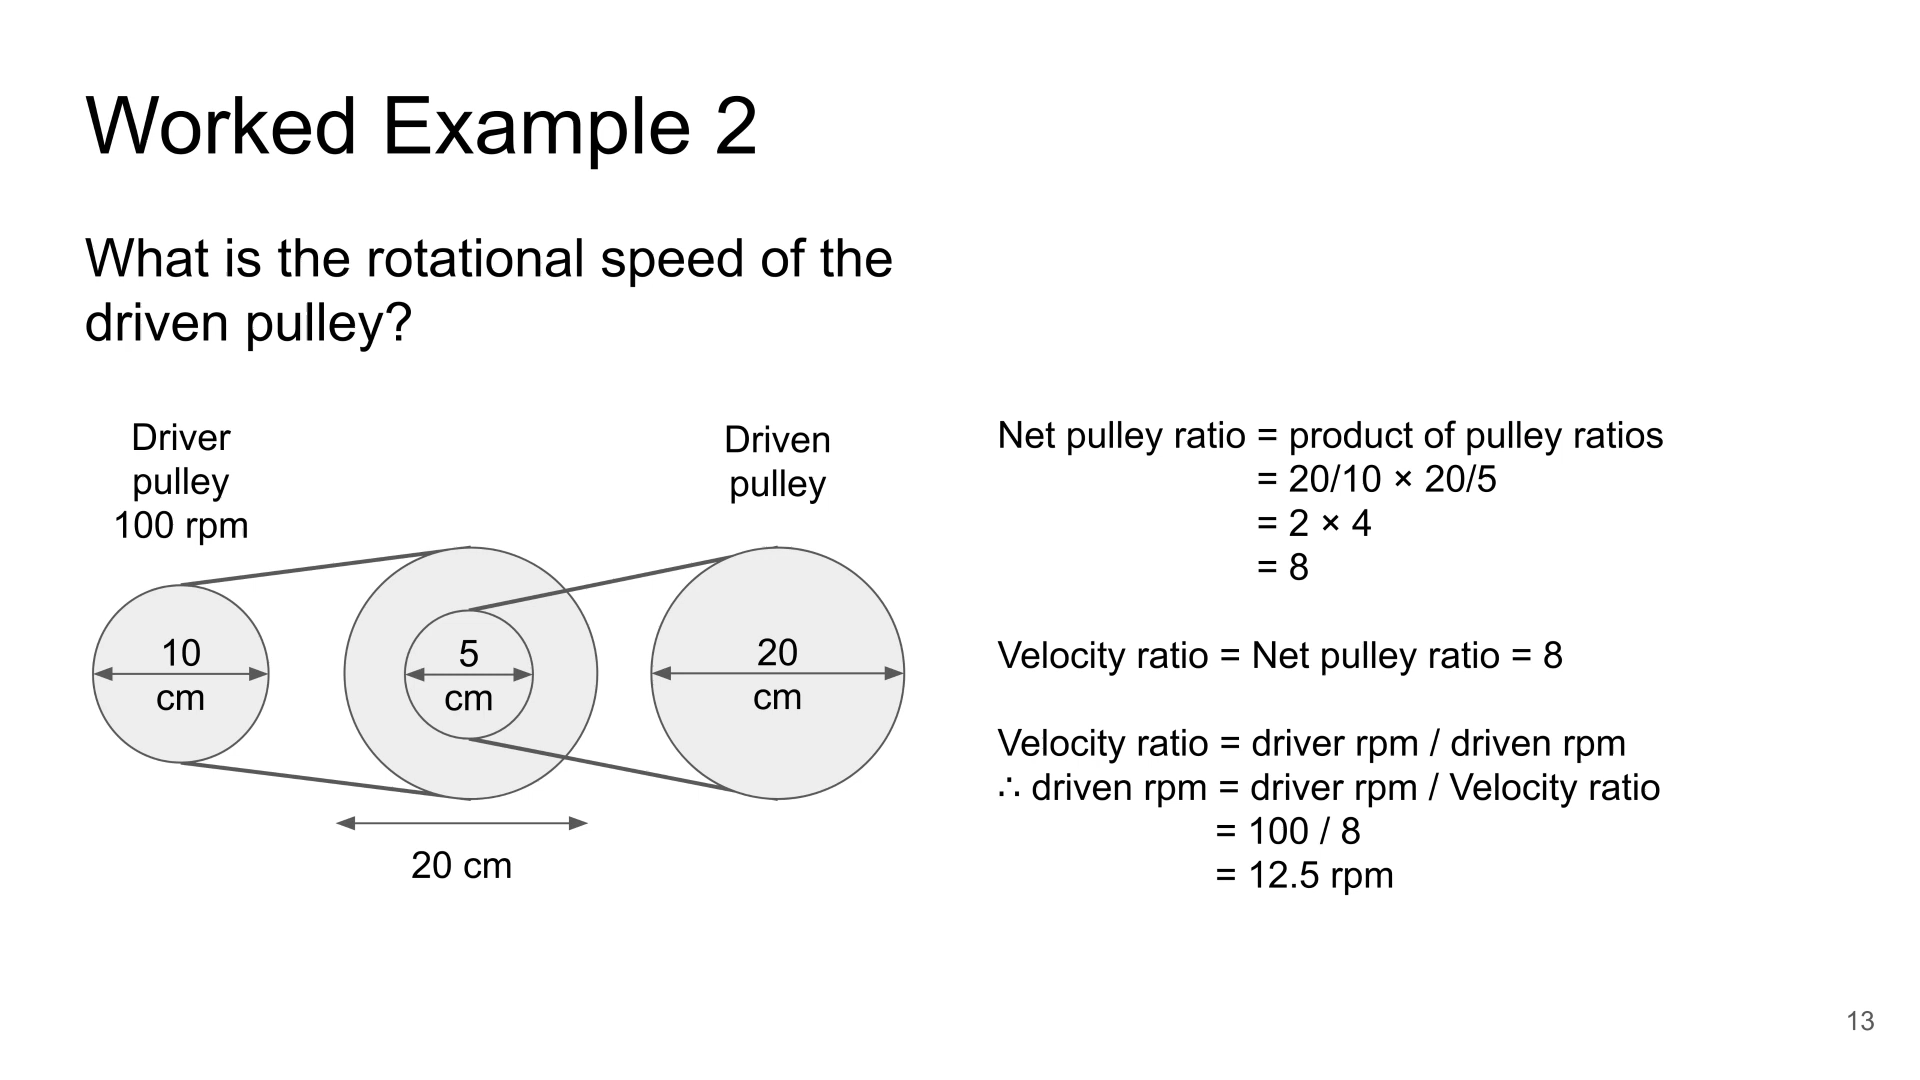 Worked Example 2
What is the rotational speed of the
driven pulley?
Driver
pulley
100 rpm
Driven
pulley
10
cm
5
cm
20
cm
20 cm
Net pulley ratio = product of pulley ratios
= 20/10 × 20/5
= 2 × 4
= 8
Velocity ratio = Net pulley ratio = 8
Velocity ratio = driver rpm / driven rpm
∴ driven rpm = driver rpm / Velocity ratio
= 100 / 8
= 12.5 rpm
13